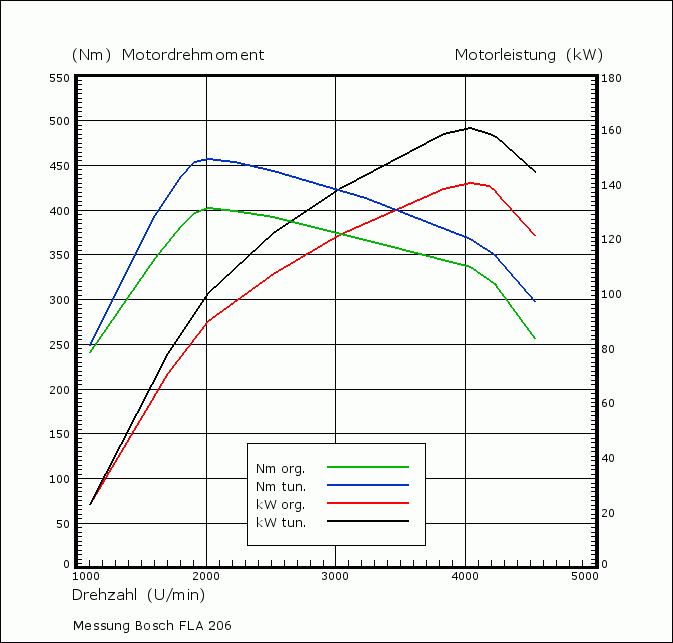 (Nm) Motordrehmoment Motorleistung (kW)
550 180
500 160
450 140
400 120
350 100
300 80
250 60
200 40
150 20
100 0
50
0
Nm org.
Nm tun.
kW org.
kW tun.
1000 2000 3000 4000 5000
Drehzahl (U/min)
Messung Bosch FLA 206